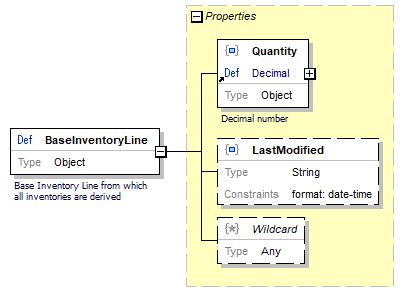 Properties
Quantity
Def Decimal
Type Object
Decimal number
Def BaseInventoryLine
Type Object
Base Inventory Line from which
all inventories are derived
LastModified
Type String
Constraints format: date-time
{*} Wildcard
Type Any